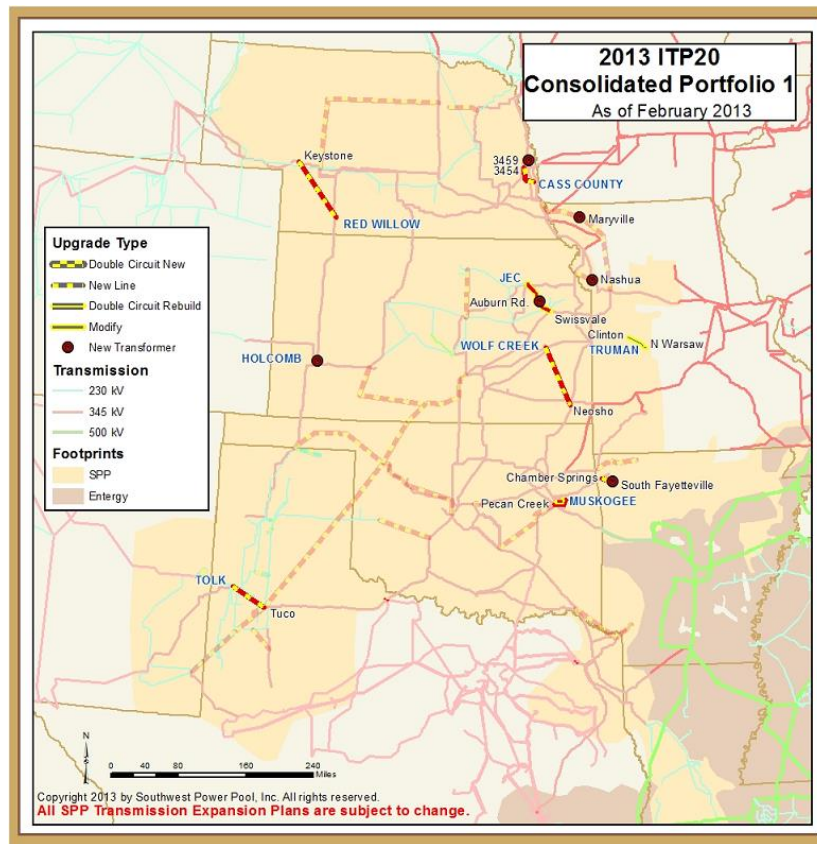 2013 ITP20
Consolidated Portfolio 1
As of February 2013
Keystone
3459
3454
CASS COUNTY
RED WILLOW
Maryville
Upgrade Type
Double Circuit New
New Line
Double Circuit Rebuild
Modify
New Transformer
Transmission
230 kV
345 kV
500 kV
Footprints
SPP
Entergy
JEC
Nashua
Auburn Rd.
Swissvale
Clinton
N Warsaw
WOLF CREEK
TRUMAN
HOLCOMB
Neosho
Chamber Springs
South Fayetteville
Pecan Creek
MUSKOGEE
TOLK
Tuco
N
S
0 20 40 80 160 240
Miles
Copyright 2013 by Southwest Power Pool, Inc. All rights reserved.
All SPP Transmission Expansion Plans are subject to change.